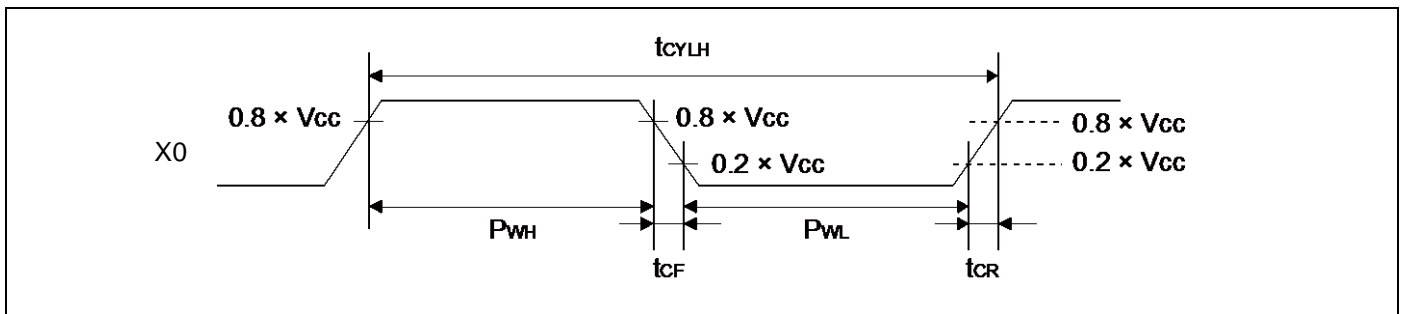 tCYLH
0.8 × Vcc
0.8 × Vcc
0.8 × Vcc
X0
0.2 × Vcc
0.2 × Vcc
PWH
PWL
tCF
tCR